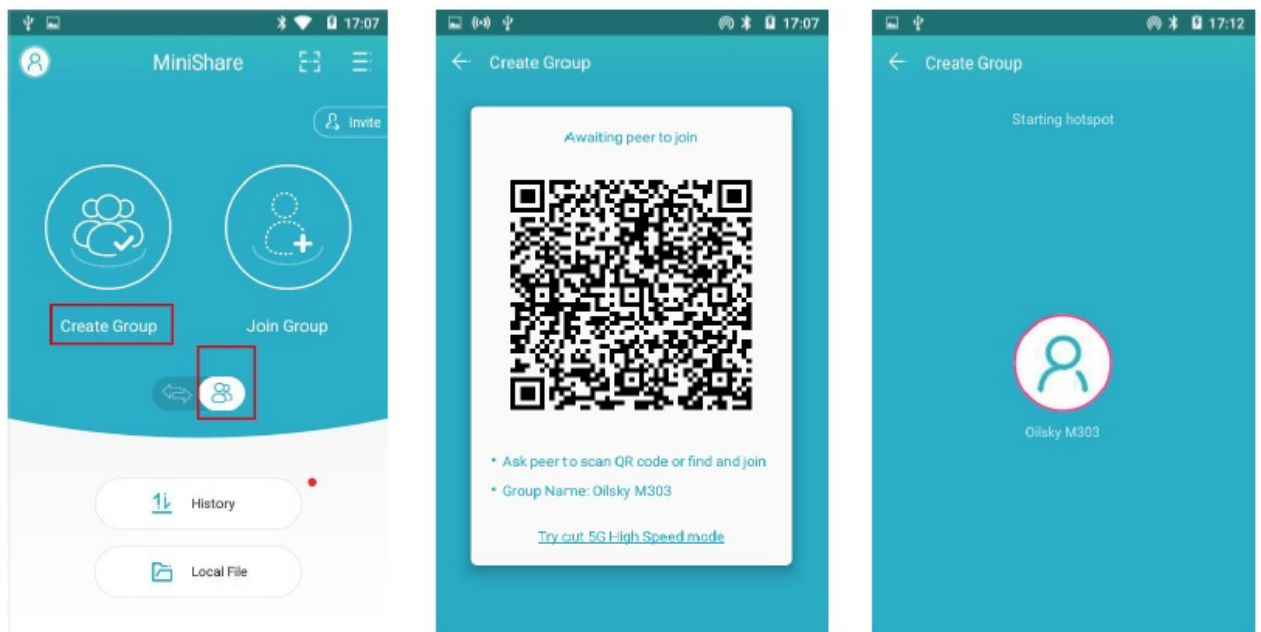 17:07
MiniShare
Invite
Create Group
Join Group
History
Local File
17:07
Create Group
Awaiting peer to join
• Ask peer to scan QR code or find and join
• Group Name: Oilsky M303
Try out 5G High Speed mode
17:12
Create Group
Starting hotspot
Oilsky M303